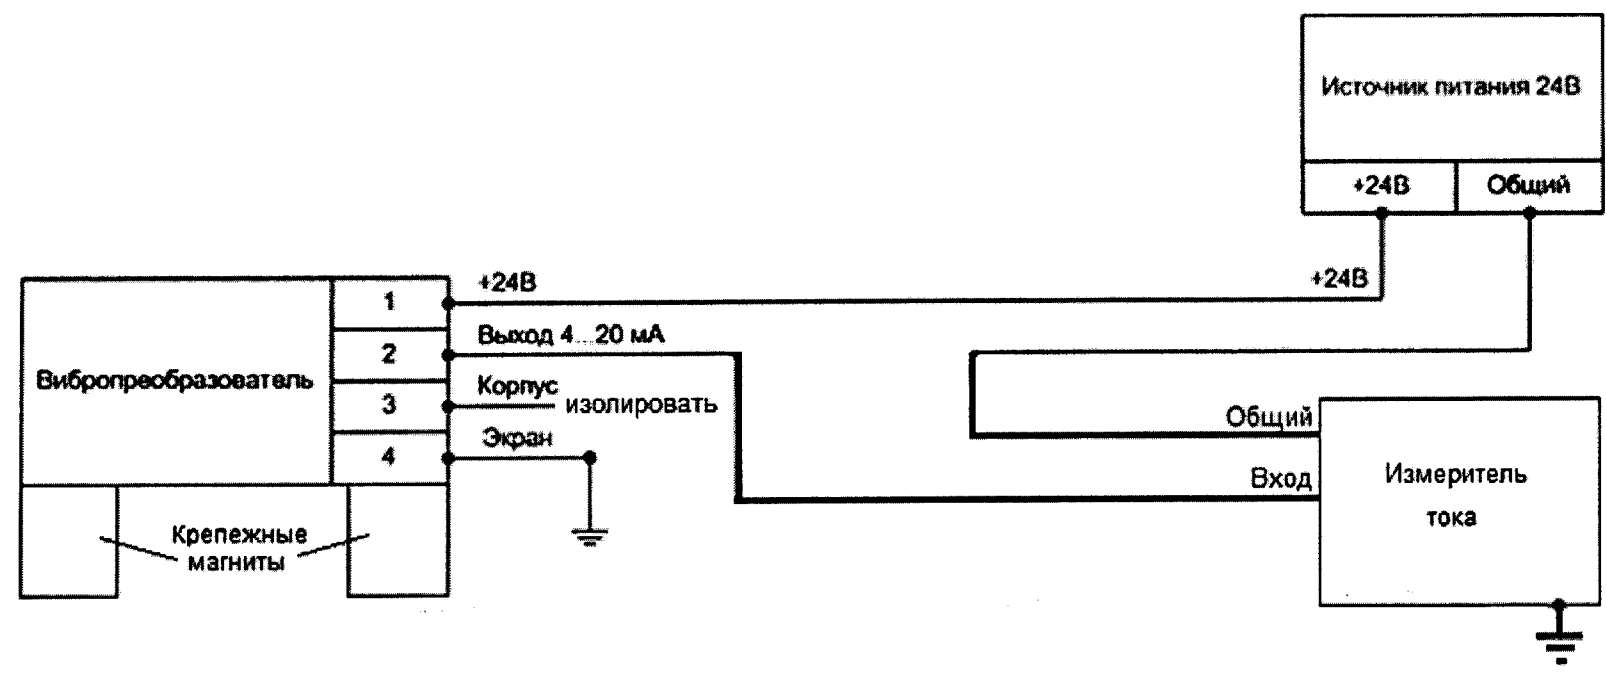 Источник питания 24В
+24В
Общий
+24В
+24В
1
Выход 4...20 мА
2
Вибропреобразователь
Корпус
3
изолировать
Экран
4
Общий
Вход
Измеритель
тока
Крепежные
магниты